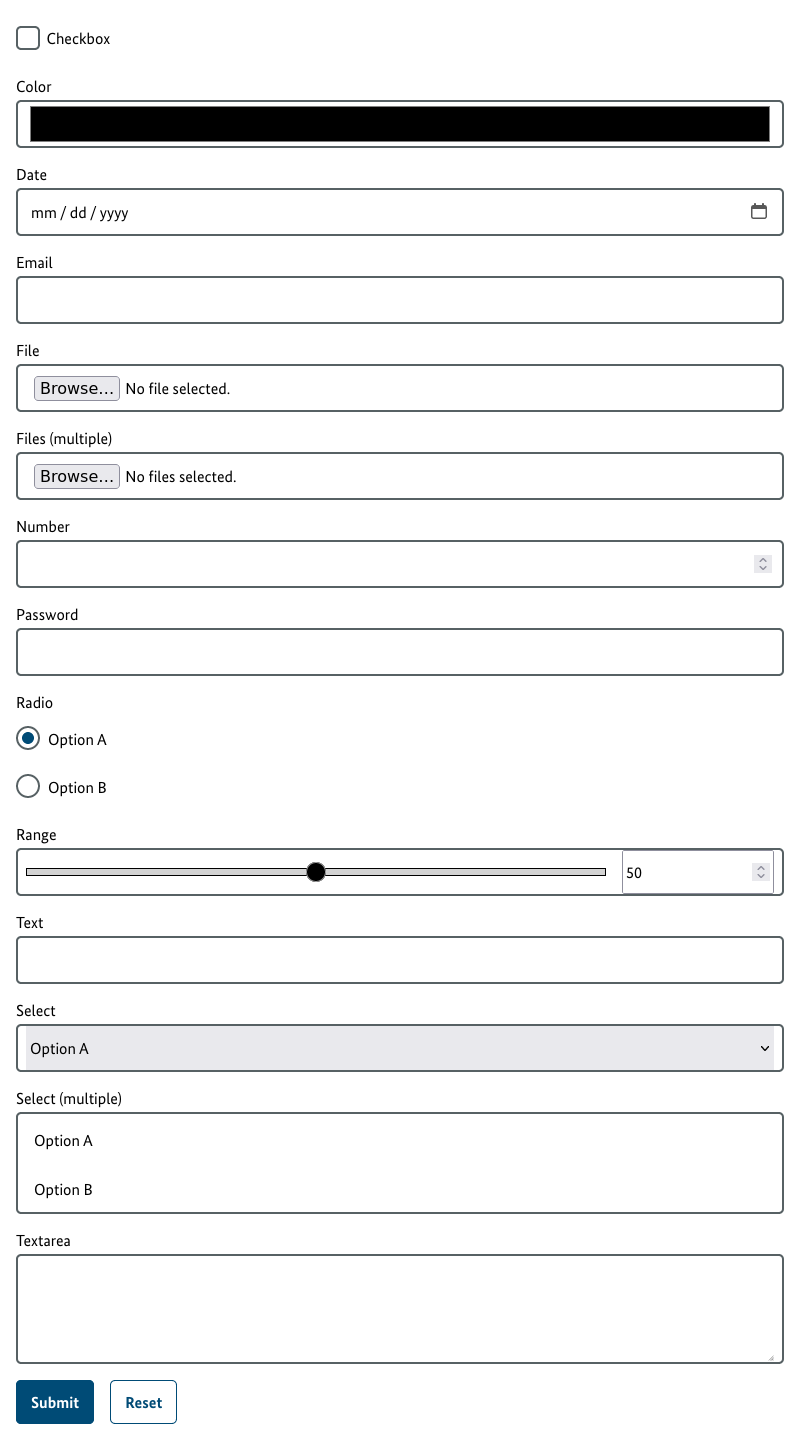 Checkbox
Color
Date
mm / dd / yyyy
Email
File
Browse... No file selected.
Files (multiple)
Browse... No files selected.
Number
Password
Radio
Option A
Option B
Range
50
Text
Select
Option A
Select (multiple)
Option A
Option B
Textarea
Submit Reset